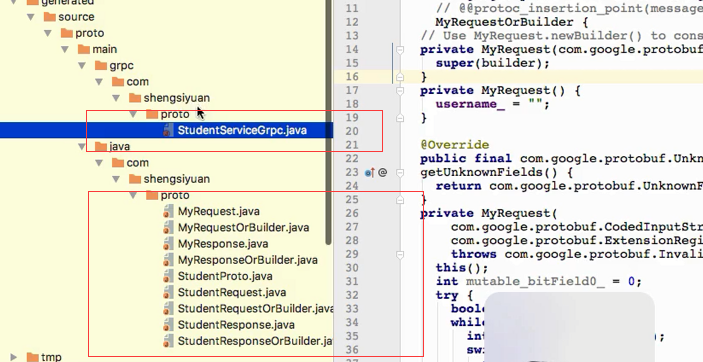 generated
source
proto
main
grpc
com
shengsiyuan
proto
StudentServiceGrpc.java
java
com
shengsiyuan
proto
MyRequest.java
MyRequestOrBuilder.java
MyResponse.java
MyResponseOrBuilder.java
StudentProto.java
StudentRequest.java
StudentRequestOrBuilder.java
StudentResponse.java
StudentResponseOrBuilder.ja
tmp
11 // @@protoc_insertion_point(message
12 MyRequestOrBuilder {
13 // Use MyRequest.newBuilder() to cons
14 private MyRequest(com.google.protobuf
15 super(builder);
16 }
17 private MyRequest() {
18 username_ = "";
19 }
20
21 @Override
22 public final com.google.protobuf.Unkn
23 getUnknownFields() {
24 return com.google.protobuf.UnknownF
25 }
26 private MyRequest(
27 com.google.protobuf.CodedInputStr
28 com.google.protobuf.ExtensionRegi
29 throws com.google.protobuf.Invali
30 this();
31 int mutable_bitField0_ = 0;
32 try {
33 boole
34 while
35 int );
36 swi